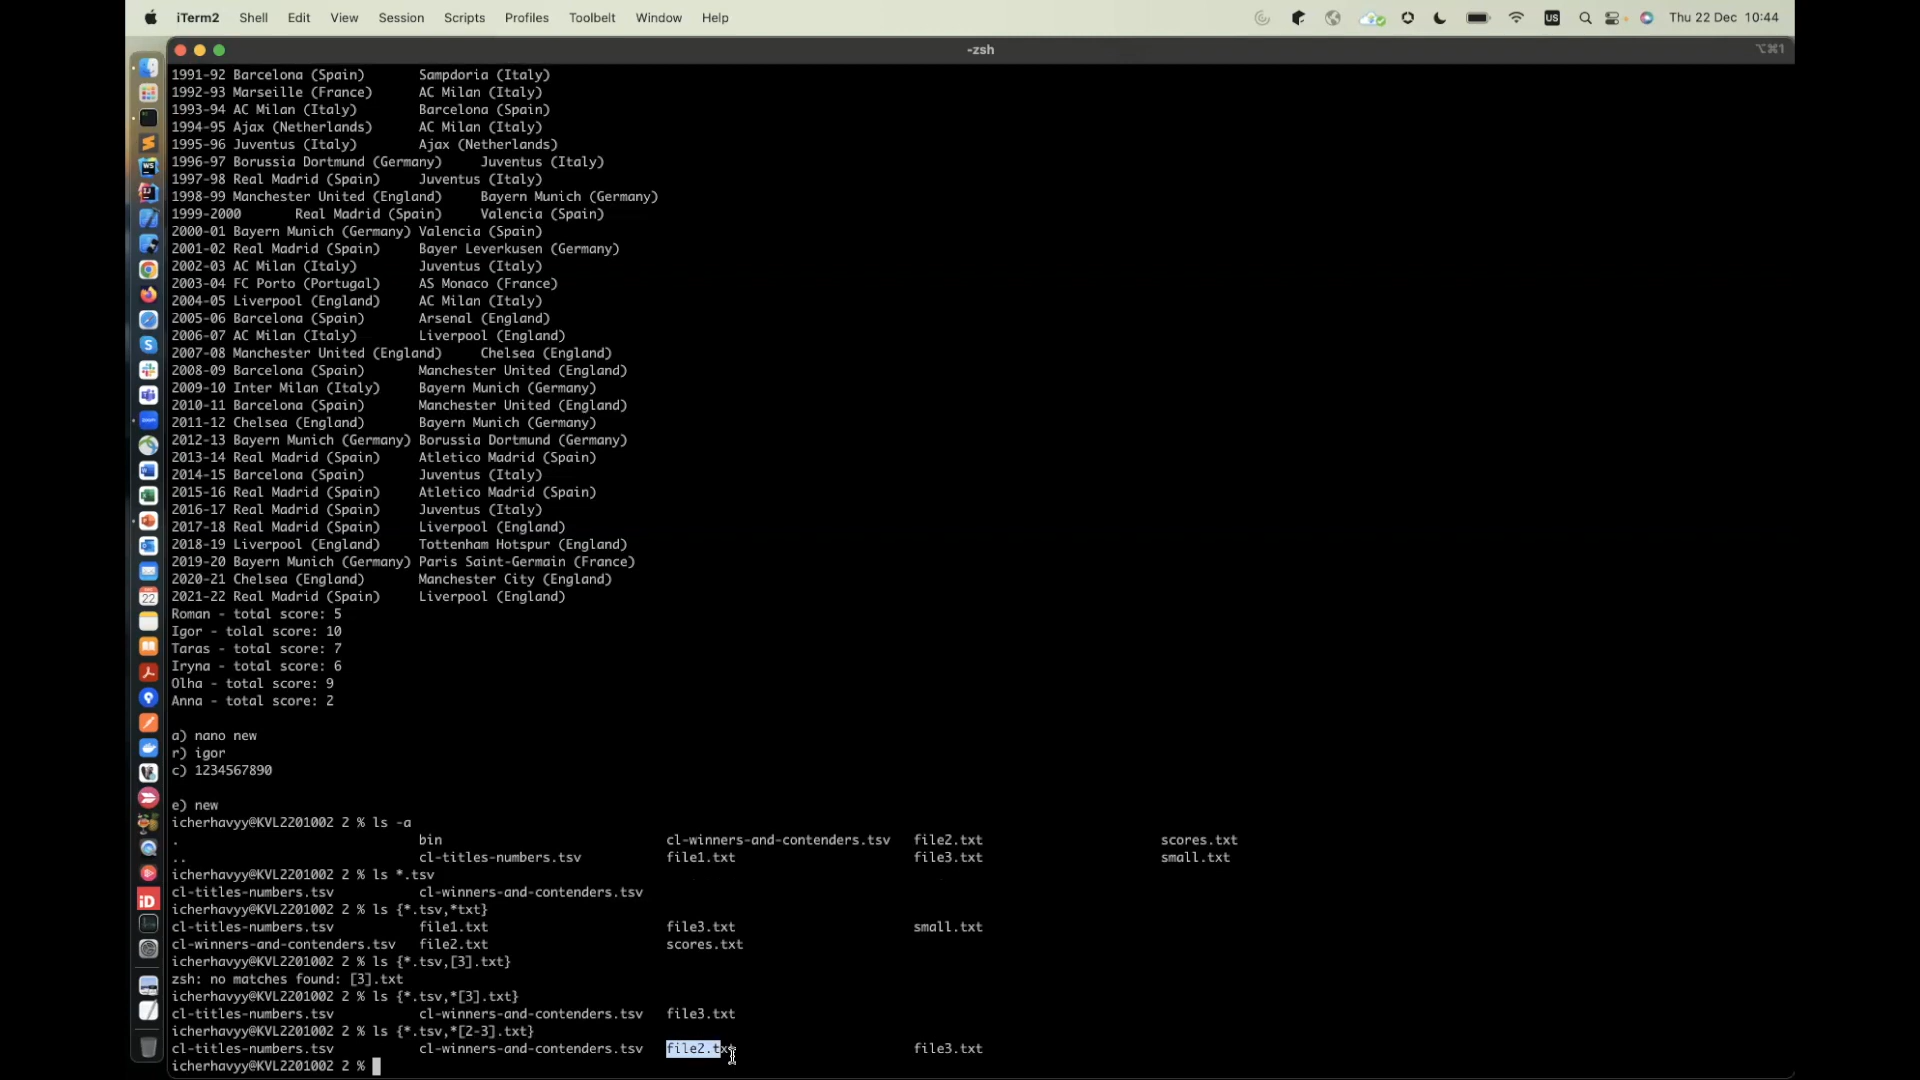 iTerm2 Shell Edit View Session Scripts Profiles Toolbelt Window Help US Thu 22 Dec 10:44
-zsh ⌥⌘1
1991-92 Barcelona (Spain) Sampdoria (Italy)
1992-93 Marseille (France) AC Milan (Italy)
1993-94 AC Milan (Italy) Barcelona (Spain)
1994-95 Ajax (Netherlands) AC Milan (Italy)
1995-96 Juventus (Italy) Ajax (Netherlands)
1996-97 Borussia Dortmund (Germany) Juventus (Italy)
1997-98 Real Madrid (Spain) Juventus (Italy)
1998-99 Manchester United (England) Bayern Munich (Germany)
1999-2000 Real Madrid (Spain) Valencia (Spain)
2000-01 Bayern Munich (Germany) Valencia (Spain)
2001-02 Real Madrid (Spain) Bayer Leverkusen (Germany)
2002-03 AC Milan (Italy) Juventus (Italy)
2003-04 FC Porto (Portugal) AS Monaco (France)
2004-05 Liverpool (England) AC Milan (Italy)
2005-06 Barcelona (Spain) Arsenal (England)
2006-07 AC Milan (Italy) Liverpool (England)
2007-08 Manchester United (England) Chelsea (England)
2008-09 Barcelona (Spain) Manchester United (England)
2009-10 Inter Milan (Italy) Bayern Munich (Germany)
2010-11 Barcelona (Spain) Manchester United (England)
2011-12 Chelsea (England) Bayern Munich (Germany)
2012-13 Bayern Munich (Germany) Borussia Dortmund (Germany)
2013-14 Real Madrid (Spain) Atletico Madrid (Spain)
2014-15 Barcelona (Spain) Juventus (Italy)
2015-16 Real Madrid (Spain) Atletico Madrid (Spain)
2016-17 Real Madrid (Spain) Juventus (Italy)
2017-18 Real Madrid (Spain) Liverpool (England)
2018-19 Liverpool (England) Tottenham Hotspur (England)
2019-20 Bayern Munich (Germany) Paris Saint-Germain (France)
2020-21 Chelsea (England) Manchester City (England)
2021-22 Real Madrid (Spain) Liverpool (England)
Roman - total score: 5
Igor - tolal score: 10
Taras - total score: 7
Iryna - total score: 6
Olha - total score: 9
Anna - total score: 2
a) nano new
r) igor
c) 1234567890
e) new
icherhavyy@KVL2201002 2 % ls -a
. bin cl-winners-and-contenders.tsv file2.txt scores.txt
.. cl-titles-numbers.tsv file1.txt file3.txt small.txt
icherhavyy@KVL2201002 2 % ls *.tsv
cl-titles-numbers.tsv cl-winners-and-contenders.tsv
icherhavyy@KVL2201002 2 % ls {*.tsv,*txt}
cl-titles-numbers.tsv file1.txt file3.txt small.txt
cl-winners-and-contenders.tsv file2.txt scores.txt
icherhavyy@KVL2201002 2 % ls {*.tsv,[3].txt}
zsh: no matches found: [3].txt
icherhavyy@KVL2201002 2 % ls {*.tsv,*[3].txt}
cl-titles-numbers.tsv cl-winners-and-contenders.tsv file3.txt
icherhavyy@KVL2201002 2 % ls {*.tsv,*[2-3].txt}
cl-titles-numbers.tsv cl-winners-and-contenders.tsv file2.txt file3.txt
icherhavyy@KVL2201002 2 %